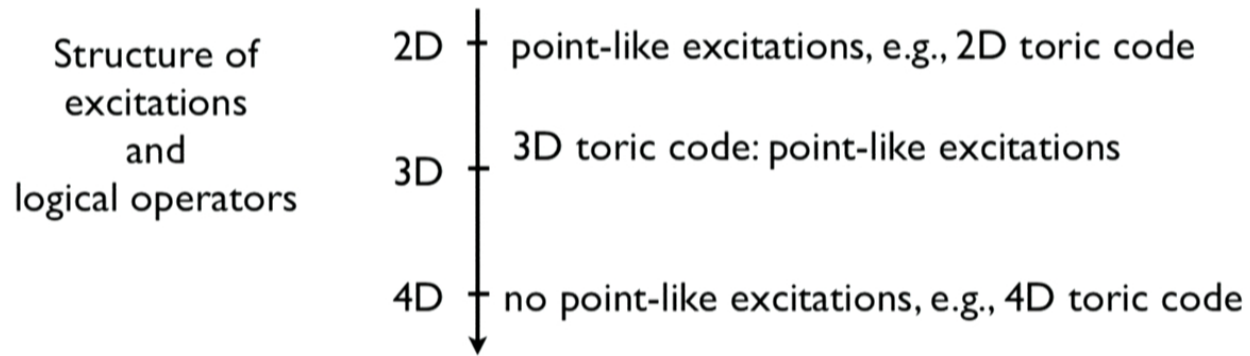 Structure of
excitations
and
logical operators
2D point-like excitations, e.g., 2D toric code
3D toric code: point-like excitations
3D
4D no point-like excitations, e.g., 4D toric code